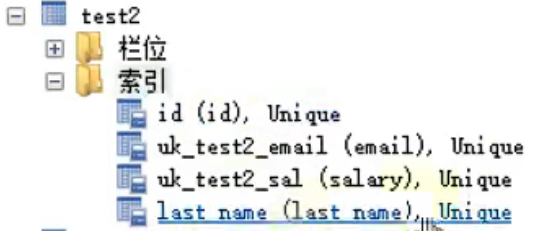 test2
栏位
索引
id (id), Unique
uk_test2_email (email), Unique
uk_test2_sal (salary), Unique
last_name (last_name), Unique